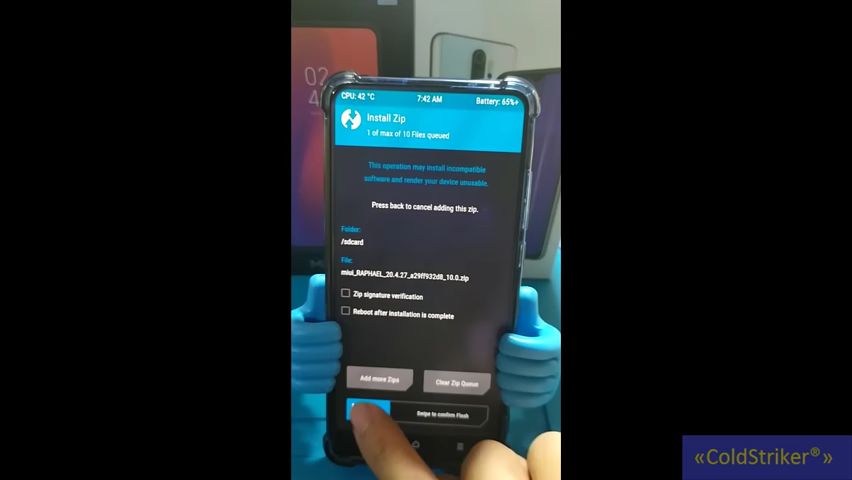 02
CPU: 42 °C
7:42 AM
Battery: 65%+
Install Zip
1 of max of 10 Files queued
This operation may install incompatible
software and render your device unusable.
Press back to cancel adding this zip.
Folder:
/sdcard
File:
miui_RAPHAEL_20.4.27_a29ff932d8_10.0.zip
Zip signature verification
Reboot after installation is complete
Add more Zips
Clear Zip Queue
Swipe to confirm Flash
«ColdStriker®»